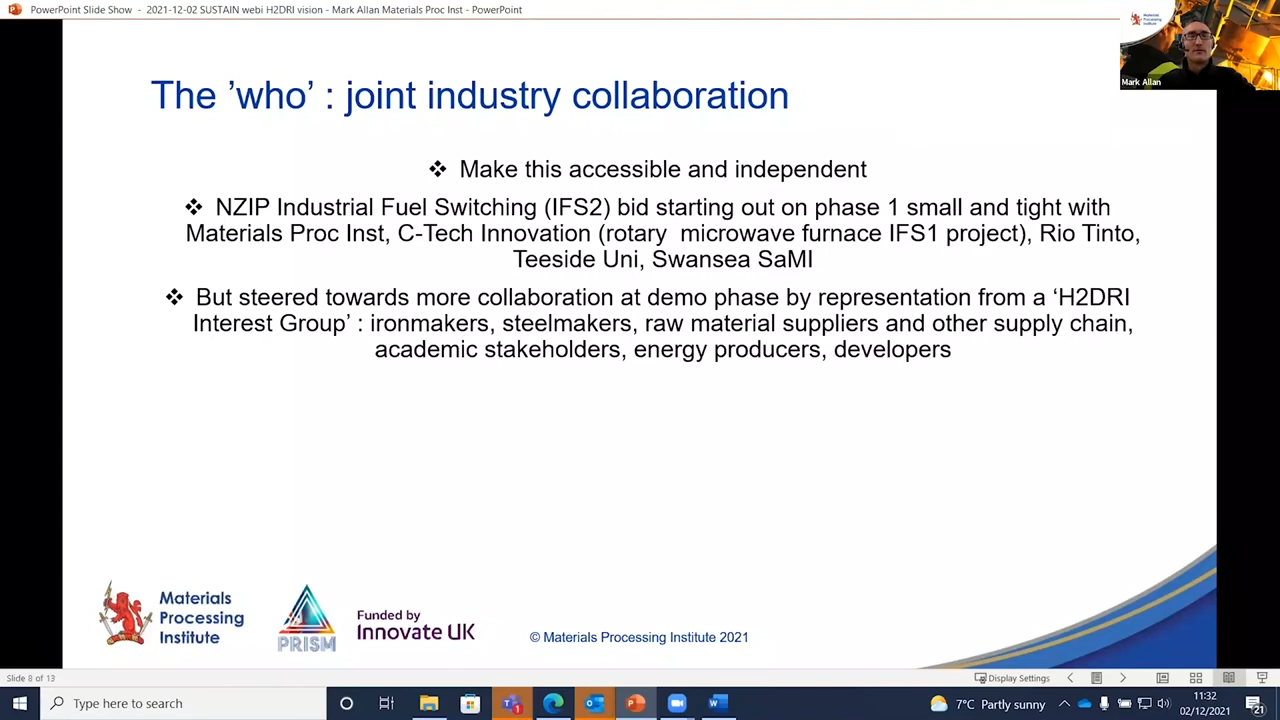 PowerPoint Slide Show - 2021-12-02 SUSTAIN webi H2DRI vision - Mark Allan Materials Proc Inst - PowerPoint
Materials
Processing
Institute
Mark Allan
The ’who’ : joint industry collaboration
❖ Make this accessible and independent
❖ NZIP Industrial Fuel Switching (IFS2) bid starting out on phase 1 small and tight with
Materials Proc Inst, C-Tech Innovation (rotary microwave furnace IFS1 project), Rio Tinto,
Teeside Uni, Swansea SaMI
❖ But steered towards more collaboration at demo phase by representation from a ‘H2DRI
Interest Group’ : ironmakers, steelmakers, raw material suppliers and other supply chain,
academic stakeholders, energy producers, developers
Materials
Processing
Institute
PRISM
Funded by
Innovate UK
© Materials Processing Institute 2021
Slide 8 of 13
Display Settings
Type here to search
7°C Partly sunny
11:32
02/12/2021
21